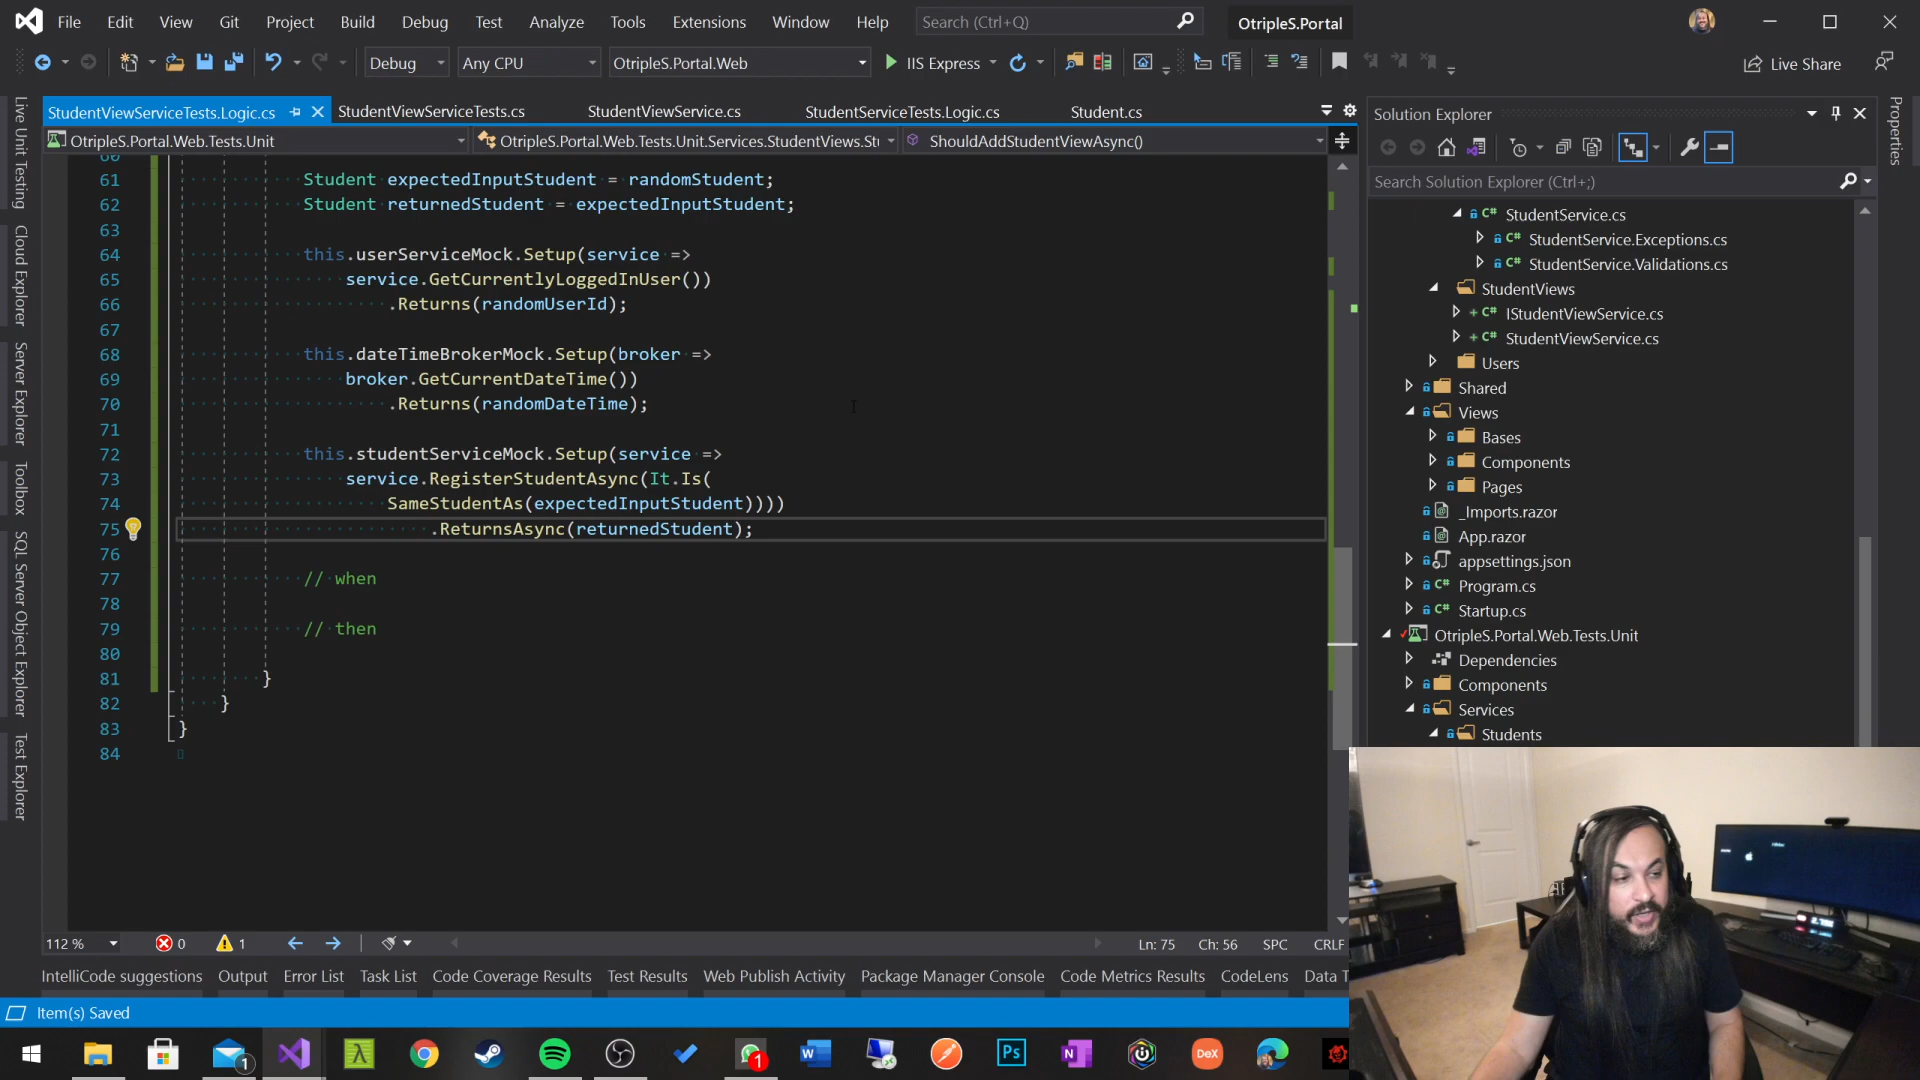 File Edit View Git Project Build Debug Test Analyze Tools Extensions Window Help Search (Ctrl+Q) OtripleS.Portal
Debug Any CPU OtripleS.Portal.Web IIS Express Live Share
StudentViewServiceTests.Logic.cs StudentViewServiceTests.cs StudentViewService.cs StudentServiceTests.Logic.cs Student.cs
OtripleS.Portal.Web.Tests.Unit OtripleS.Portal.Web.Tests.Unit.Services.StudentViews.St ShouldAddStudentViewAsync()
60
61 Student expectedInputStudent = randomStudent;
62 Student returnedStudent = expectedInputStudent;
63
64 this.userServiceMock.Setup(service =>
65 service.GetCurrentlyLoggedInUser())
66 .Returns(randomUserId);
67
68 this.dateTimeBrokerMock.Setup(broker =>
69 broker.GetCurrentDateTime())
70 .Returns(randomDateTime);
71
72 this.studentServiceMock.Setup(service =>
73 service.RegisterStudentAsync(It.Is(
74 SameStudentAs(expectedInputStudent))))
75 .ReturnsAsync(returnedStudent);
76
77 // when
78
79 // then
80
81 }
82 }
83 }
84
112 % 0 1 Ln: 75 Ch: 56 SPC CRLF
IntelliCode suggestions Output Error List Task List Code Coverage Results Test Results Web Publish Activity Package Manager Console Code Metrics Results CodeLens Data T
Item(s) Saved
Live Unit Testing
Cloud Explorer
Server Explorer
Toolbox
SQL Server Object Explorer
Test Explorer
Solution Explorer
Search Solution Explorer (Ctrl+;)
C# StudentService.cs
C# StudentService.Exceptions.cs
C# StudentService.Validations.cs
StudentViews
C# IStudentViewService.cs
C# StudentViewService.cs
Users
Shared
Views
Bases
Components
Pages
_Imports.razor
App.razor
appsettings.json
C# Program.cs
C# Startup.cs
OtripleS.Portal.Web.Tests.Unit
Dependencies
Components
Services
Students
Properties
1 λ 1 W Ps N DeX